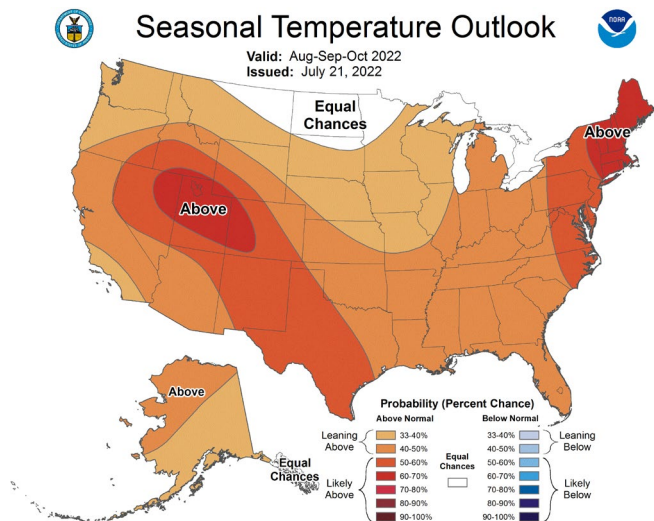 Seasonal Temperature Outlook
NOAA
Valid: Aug-Sep-Oct 2022
Issued: July 21, 2022
Equal
Chances
Above
Above
Above
Equal
Chances
Probability (Percent Chance)
Above Normal
Below Normal
Leaning
Above
33-40%
40-50%
Likely
Above
50-60%
60-70%
70-80%
80-90%
90-100%
Equal
Chances
33-40%
40-50%
Leaning
Below
50-60%
60-70%
70-80%
80-90%
90-100%
Likely
Below